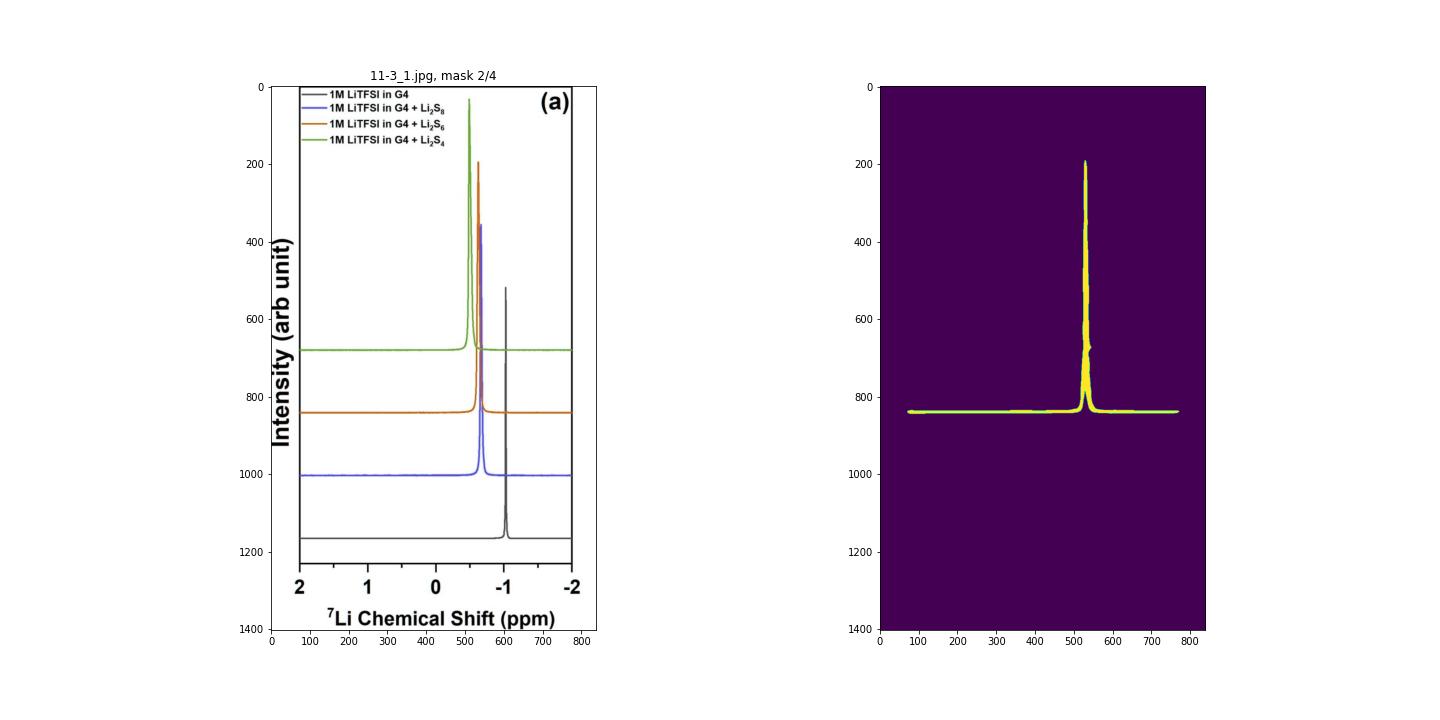 11-3_1.jpg, mask 2/4
(a)
1M LiTFSI in G4
1M LiTFSI in G4 + Li₂S₈
1M LiTFSI in G4 + Li₂S₆
1M LiTFSI in G4 + Li₂S₄
Intensity (arb unit)
0
200
400
600
800
1000
1200
1400
2 1 0 -1 -2
⁷Li Chemical Shift (ppm)
0 100 200 300 400 500 600 700 800
0
200
400
600
800
1000
1200
1400
0 100 200 300 400 500 600 700 800